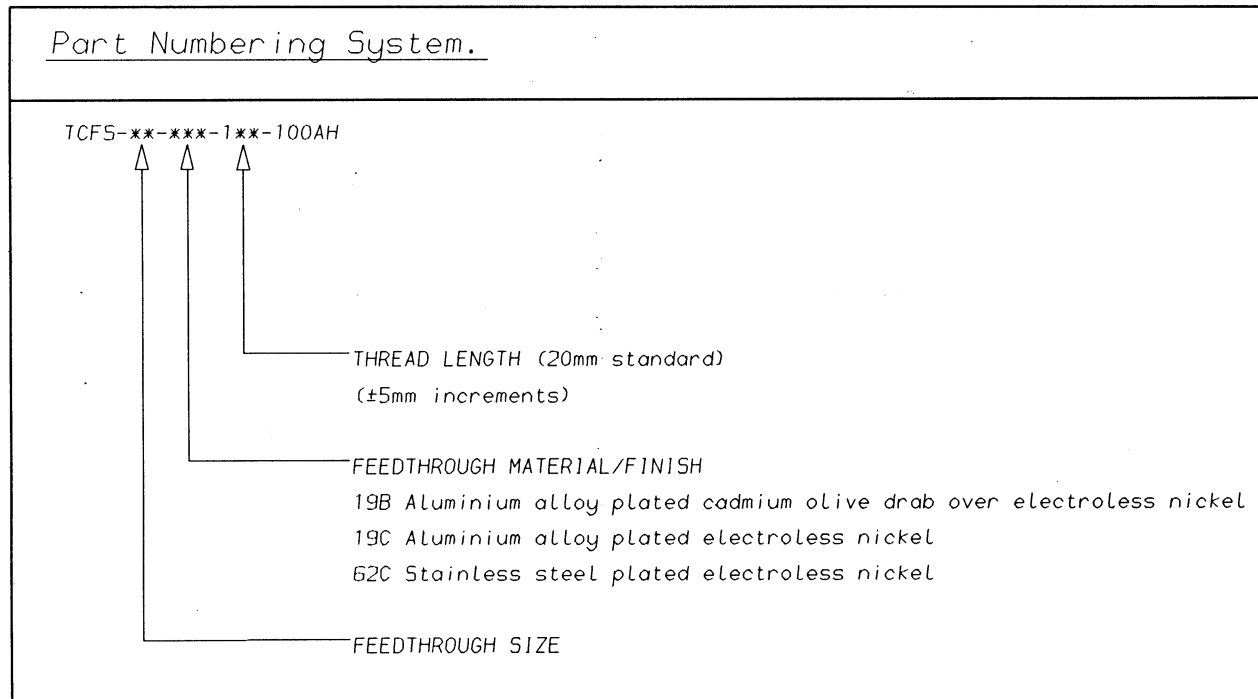 Part Numbering System.
TCFS-**-***-1**-100AH
THREAD LENGTH (20mm standard)
(±5mm increments)
FEEDTHROUGH MATERIAL/FINISH
19B Aluminium alloy plated cadmium olive drab over electroless nickel
19C Aluminium alloy plated electroless nickel
62C Stainless steel plated electroless nickel
FEEDTHROUGH SIZE